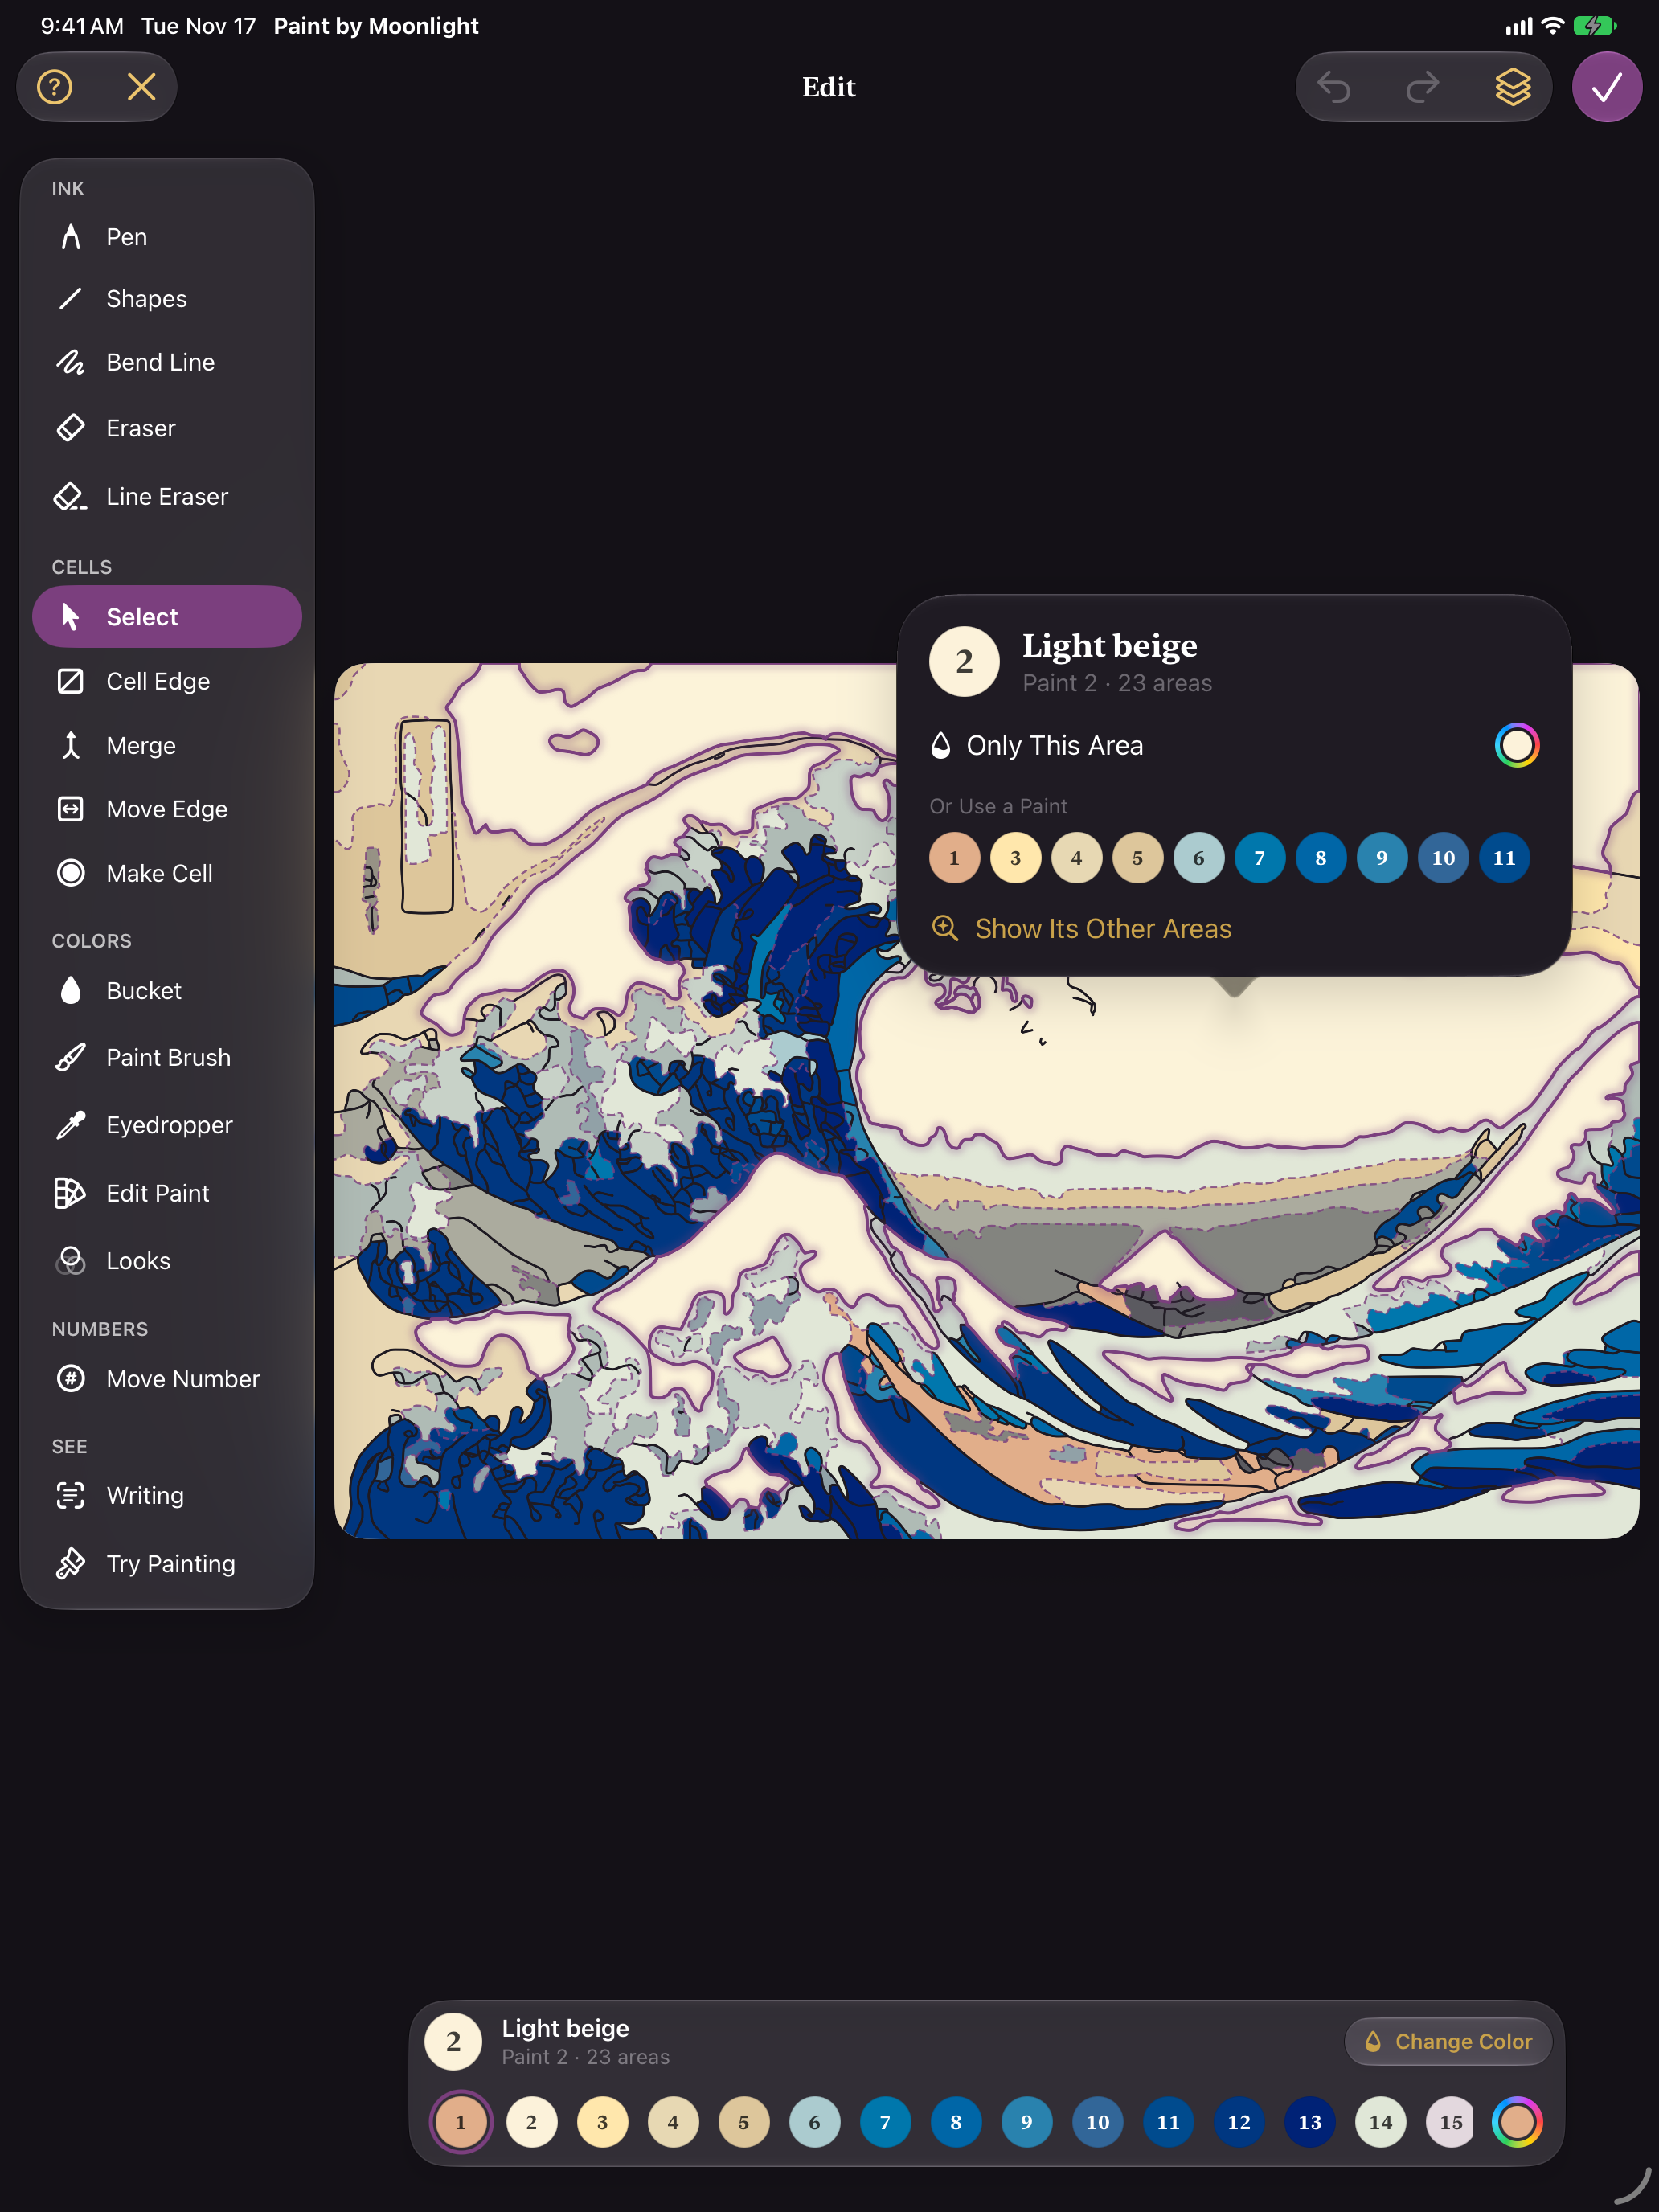 9:41 AM Tue Nov 17 Paint by Moonlight
Edit
INK
Pen
Shapes
Bend Line
Eraser
Line Eraser
CELLS
Select
Cell Edge
Merge
Move Edge
Make Cell
COLORS
Bucket
Paint Brush
Eyedropper
Edit Paint
Looks
NUMBERS
# Move Number
SEE
Writing
Try Painting
2 Light beige
Paint 2 · 23 areas
Only This Area
Or Use a Paint
1 3 4 5 6 7 8 9 10 11
Show Its Other Areas
2 Light beige
Paint 2 · 23 areas
Change Color
1 2 3 4 5 6 7 8 9 10 11 12 13 14 15